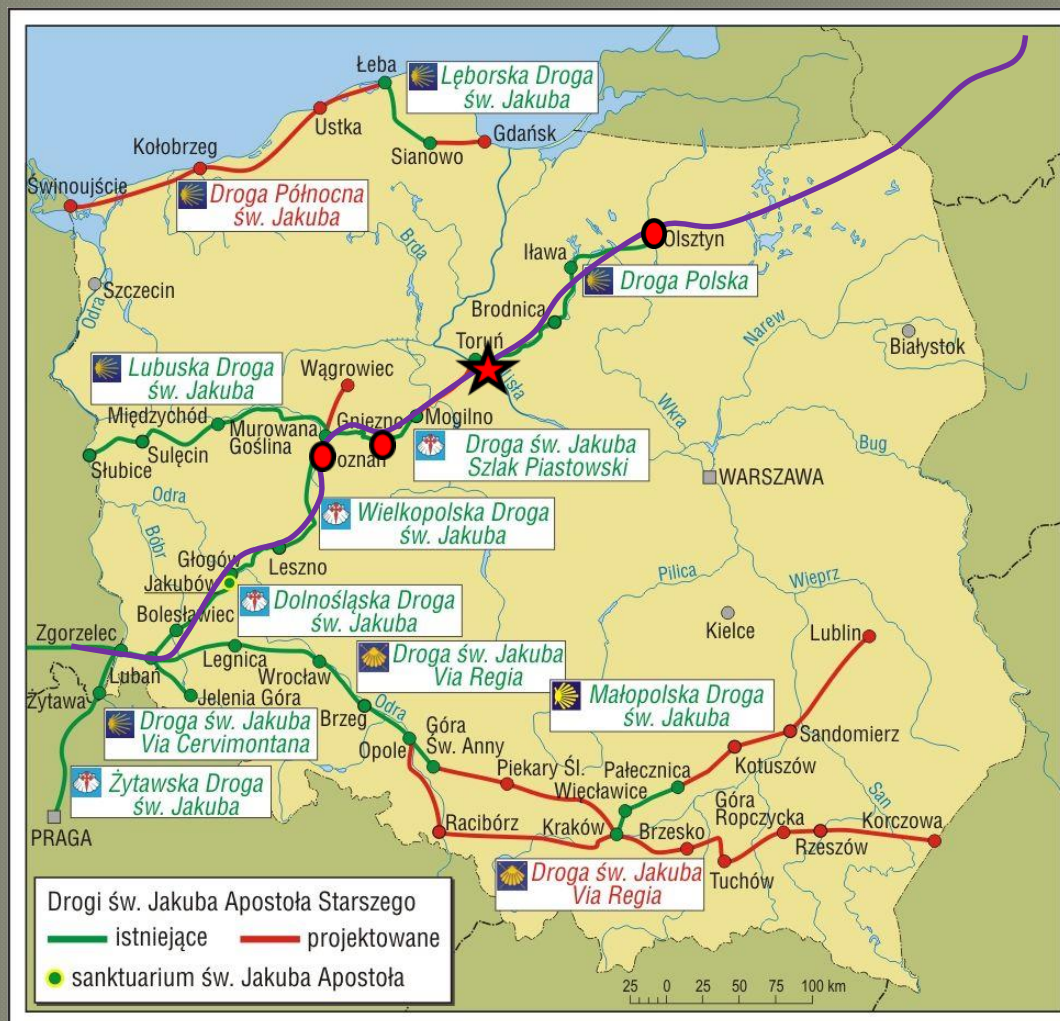 Łeba
Lęborska Droga
św. Jakuba
Ustka
Gdańsk
Sianowo
Kołobrzeg
Świnoujście
Droga Północna
św. Jakuba
Brda
Olsztyn
Iława
Droga Polska
Szczecin
Odra
Brodnica
Narew
Toruń
Białystok
Wisła
Lubuska Droga
św. Jakuba
Wągrowiec
Międzychód
Gniezno
Mogilno
Wkra
Murowana
Goślina
Sulęcin
Słubice
Poznań
Droga św. Jakuba
Szlak Piastowski
Bug
WARSZAWA
Odra
Wielkopolska Droga
św. Jakuba
Bóbr
Głogów
Leszno
Jakubów
Pilica
Wieprz
Dolnośląska Droga
św. Jakuba
Bolesławiec
Kielce
Lublin
Zgorzelec
Legnica
Wrocław
Droga św. Jakuba
Via Regia
Lubań
Żytawa
Jelenia Góra
Brzeg
Odra
Małopolska Droga
św. Jakuba
Droga św. Jakuba
Via Cervimontana
Opole
Góra
Św. Anny
Sandomierz
Kotuszów
Piekary Śl.
Pałecznica
Więcławice
Żytawska Droga
św. Jakuba
San
Góra
Ropczycka
Korczowa
PRAGA
Racibórz
Kraków
Brzesko
Rzeszów
Tuchów
Droga św. Jakuba
Via Regia
Drogi św. Jakuba Apostoła Starszego
istniejące
projektowane
sanktuarium św. Jakuba Apostoła
25 0 25 50 75 100 km